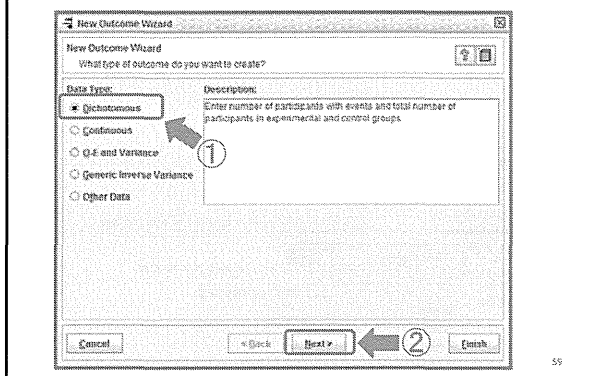 New Outcome Wizard
New Outcome Wizard
What type of outcome do you want to create?
Data Type:
Dichotomous
Continuous
O-E and Variance
Generic Inverse Variance
Other Data
Description:
Enter number of participants with events and total number of
participants in experimental and control groups.
①
Cancel
< Back
Next >
②
Finish
59